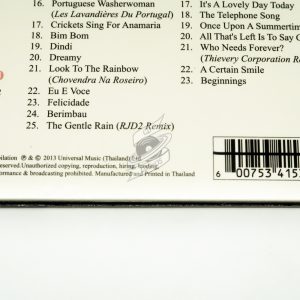 16. Portuguese Washerwoman
(Les Lavandières Du Portugal)
17. Crickets Sing For Anamaria
18. Bim Bom
19. Dindi
20. Dreamy
21. Look To The Rainbow
(Chovendra Na Roseiro)
22. Eu E Voce
23. Felicidade
24. Berimbau
25. The Gentle Rain (RJD2 Remix)
17. It's A Lovely Day Today
18. The Telephone Song
19. Once Upon A Summertime
20. All That's Left Is To Say
21. Who Needs Forever?
(Thievery Corporation
22. A Certain Smile
23. Beginnings
℗ & © 2013 Universal Music (Thailand)
Unauthorized copying, reproduction, hiring, lending,
& broadcasting prohibited. Manufactured and Printed in Thailand
6 00753 4153